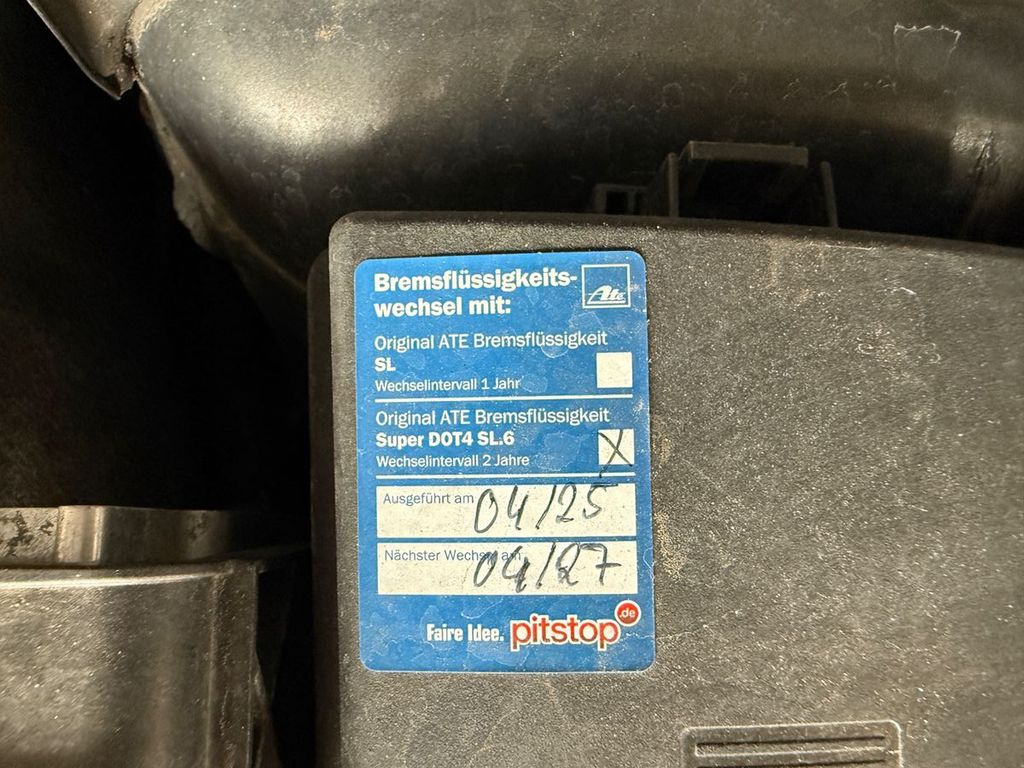 Bremsflüssigkeits-
wechsel mit:
Ate
Original ATE Bremsflüssigkeit
SL
Wechselintervall 1 Jahr
Original ATE Bremsflüssigkeit
Super DOT4 SL.6
Wechselintervall 2 Jahre
X
Ausgeführt am 04/25
Nächster Wechsel am 04/27
Faire Idee. pitstop.de